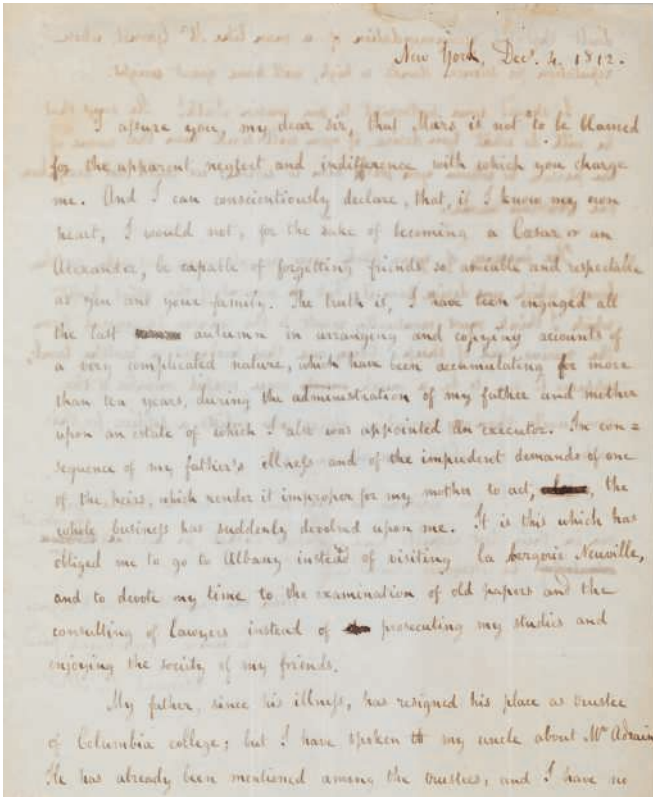 New York, Decr. 4, 1812.
I assure you, my dear sir, that Mars is not to be blamed
for the apparent neglect and indifference with which you charge
me. And I can conscientiously declare, that, if I know my own
heart, I would not, for the sake of becoming a Cæsar or an
Alexander, be capable of forgetting friends so amiable and respectable
as you and your family. The truth is, I have been engaged all
the last autumn in arranging and copying accounts of
a very complicated nature, which have been accumulating for more
than ten years, during the administration of my father and mother
upon an estate of which I also was appointed an executor. In con=
sequence of my father's illness and of the impudent demands of one
of the heirs, which render it improper for my mother to act, the
whole business has suddenly devolved upon me. It is this which has
obliged me to go to Albany instead of visiting la bergerie Neuville,
and to devote my time to the examination of old papers and the
consulting of lawyers instead of prosecuting my studies and
enjoying the society of my friends.
My father, since his illness, has resigned his place as trustee
of Columbia college; but I have spoken to my uncle about Mr Adrain
He has already been mentioned among the trustees, and I have no